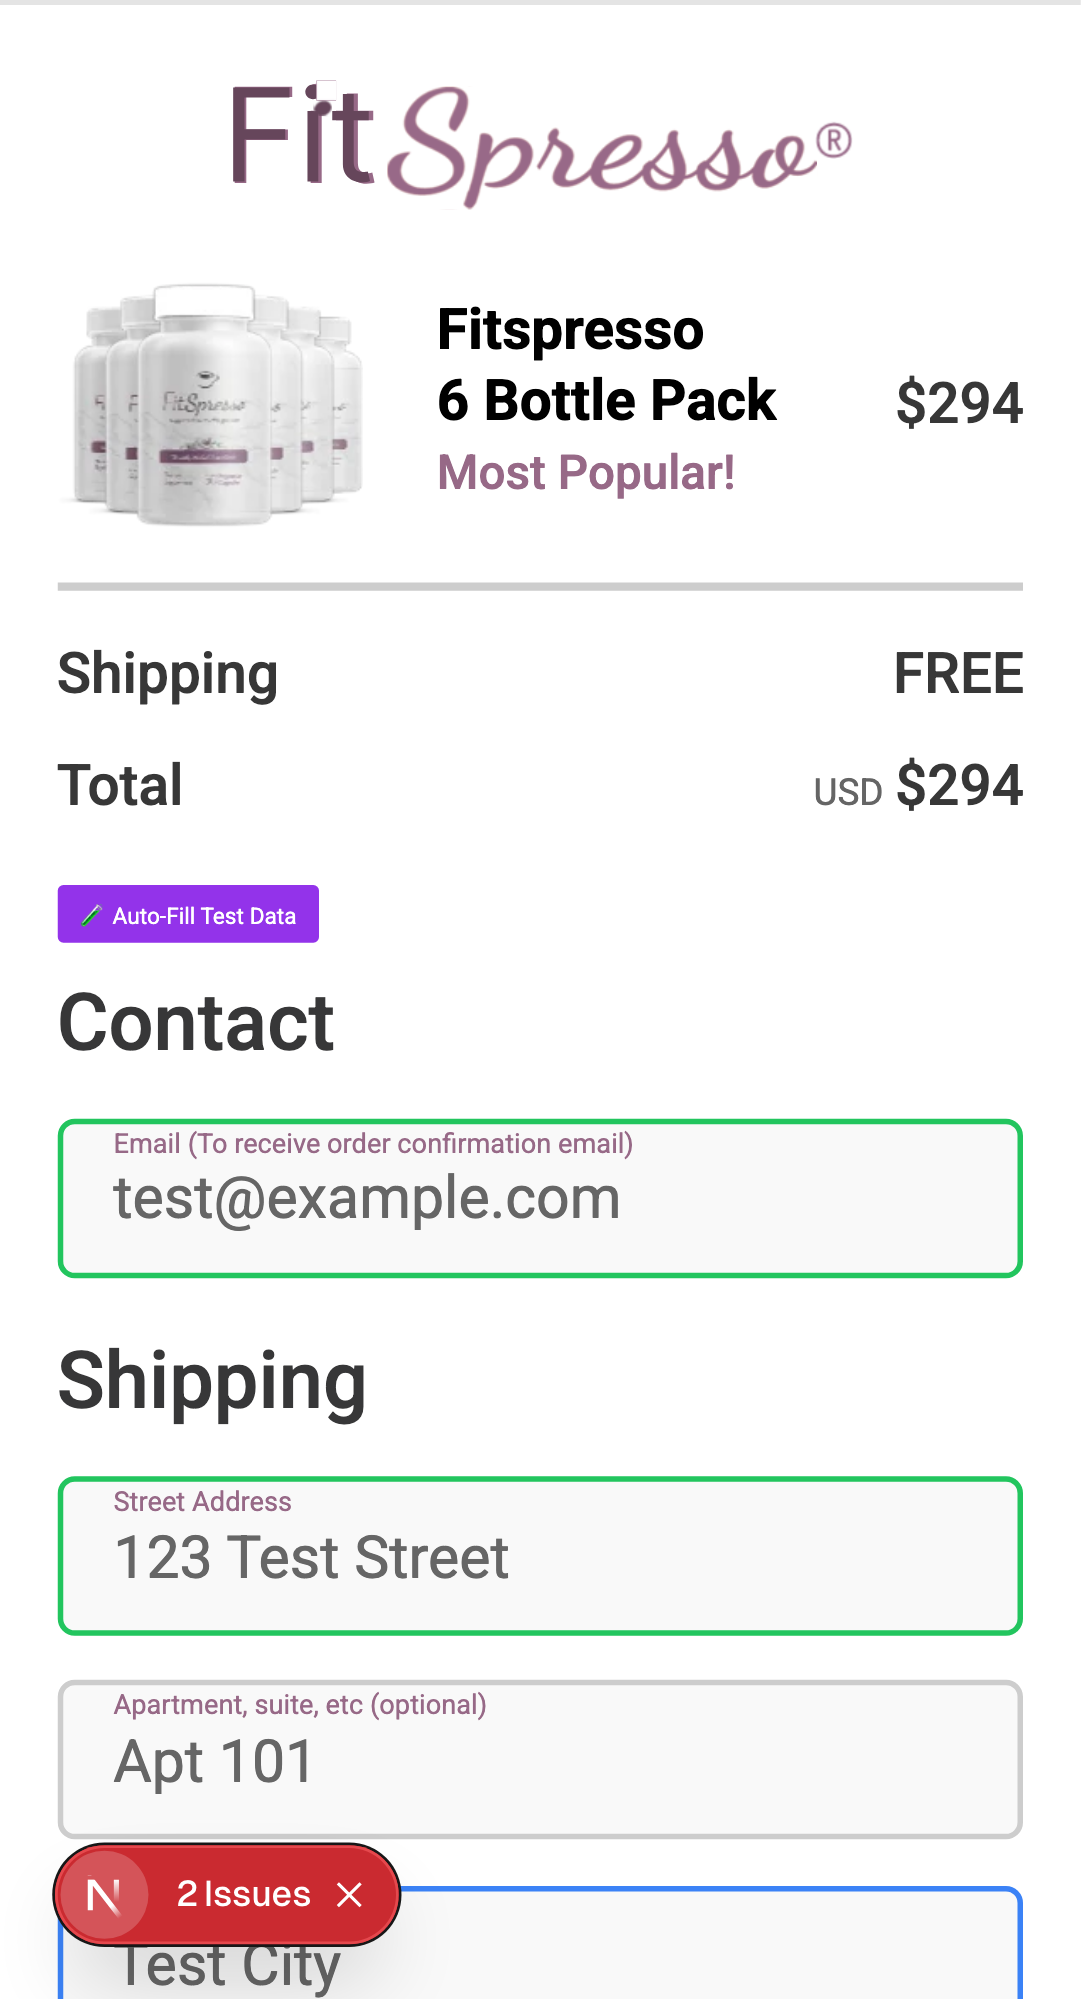 FitSpresso®
Fitspresso
6 Bottle Pack
$294
Most Popular!
FitSpresso
Shipping
FREE
Total
USD $294
Auto-Fill Test Data
Contact
Email (To receive order confirmation email)
test@example.com
Shipping
Street Address
123 Test Street
Apartment, suite, etc (optional)
Apt 101
N 2 Issues
Test City